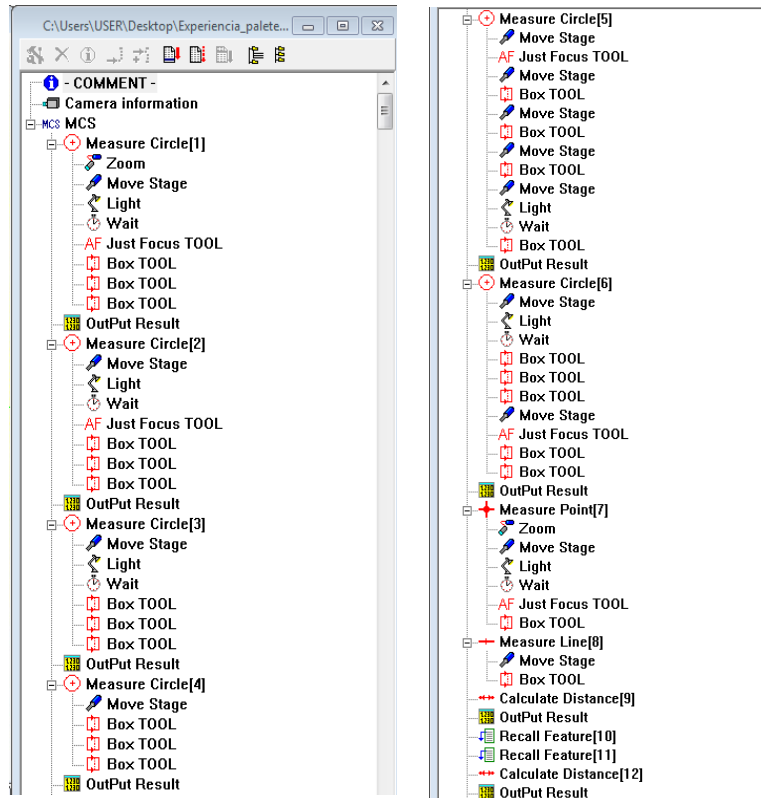 C:\Users\USER\Desktop\Experiencia_palete...
- COMMENT -
Camera information
MCS MCS
Measure Circle[1]
Zoom
Move Stage
Light
Wait
AF Just Focus TOOL
Box TOOL
Box TOOL
Box TOOL
OutPut Result
Measure Circle[2]
Move Stage
Light
Wait
AF Just Focus TOOL
Box TOOL
Box TOOL
Box TOOL
OutPut Result
Measure Circle[3]
Move Stage
Light
Wait
Box TOOL
Box TOOL
Box TOOL
OutPut Result
Measure Circle[4]
Move Stage
Box TOOL
Box TOOL
Box TOOL
OutPut Result
Measure Circle[5]
Move Stage
AF Just Focus TOOL
Move Stage
Box TOOL
Move Stage
Box TOOL
Move Stage
Box TOOL
Move Stage
Light
Wait
Box TOOL
OutPut Result
Measure Circle[6]
Move Stage
Light
Wait
Box TOOL
Box TOOL
Box TOOL
Move Stage
AF Just Focus TOOL
Box TOOL
Box TOOL
OutPut Result
Measure Point[7]
Zoom
Move Stage
Light
Wait
AF Just Focus TOOL
Box TOOL
Measure Line[8]
Move Stage
Box TOOL
Calculate Distance[9]
OutPut Result
Recall Feature[10]
Recall Feature[11]
Calculate Distance[12]
OutPut Result